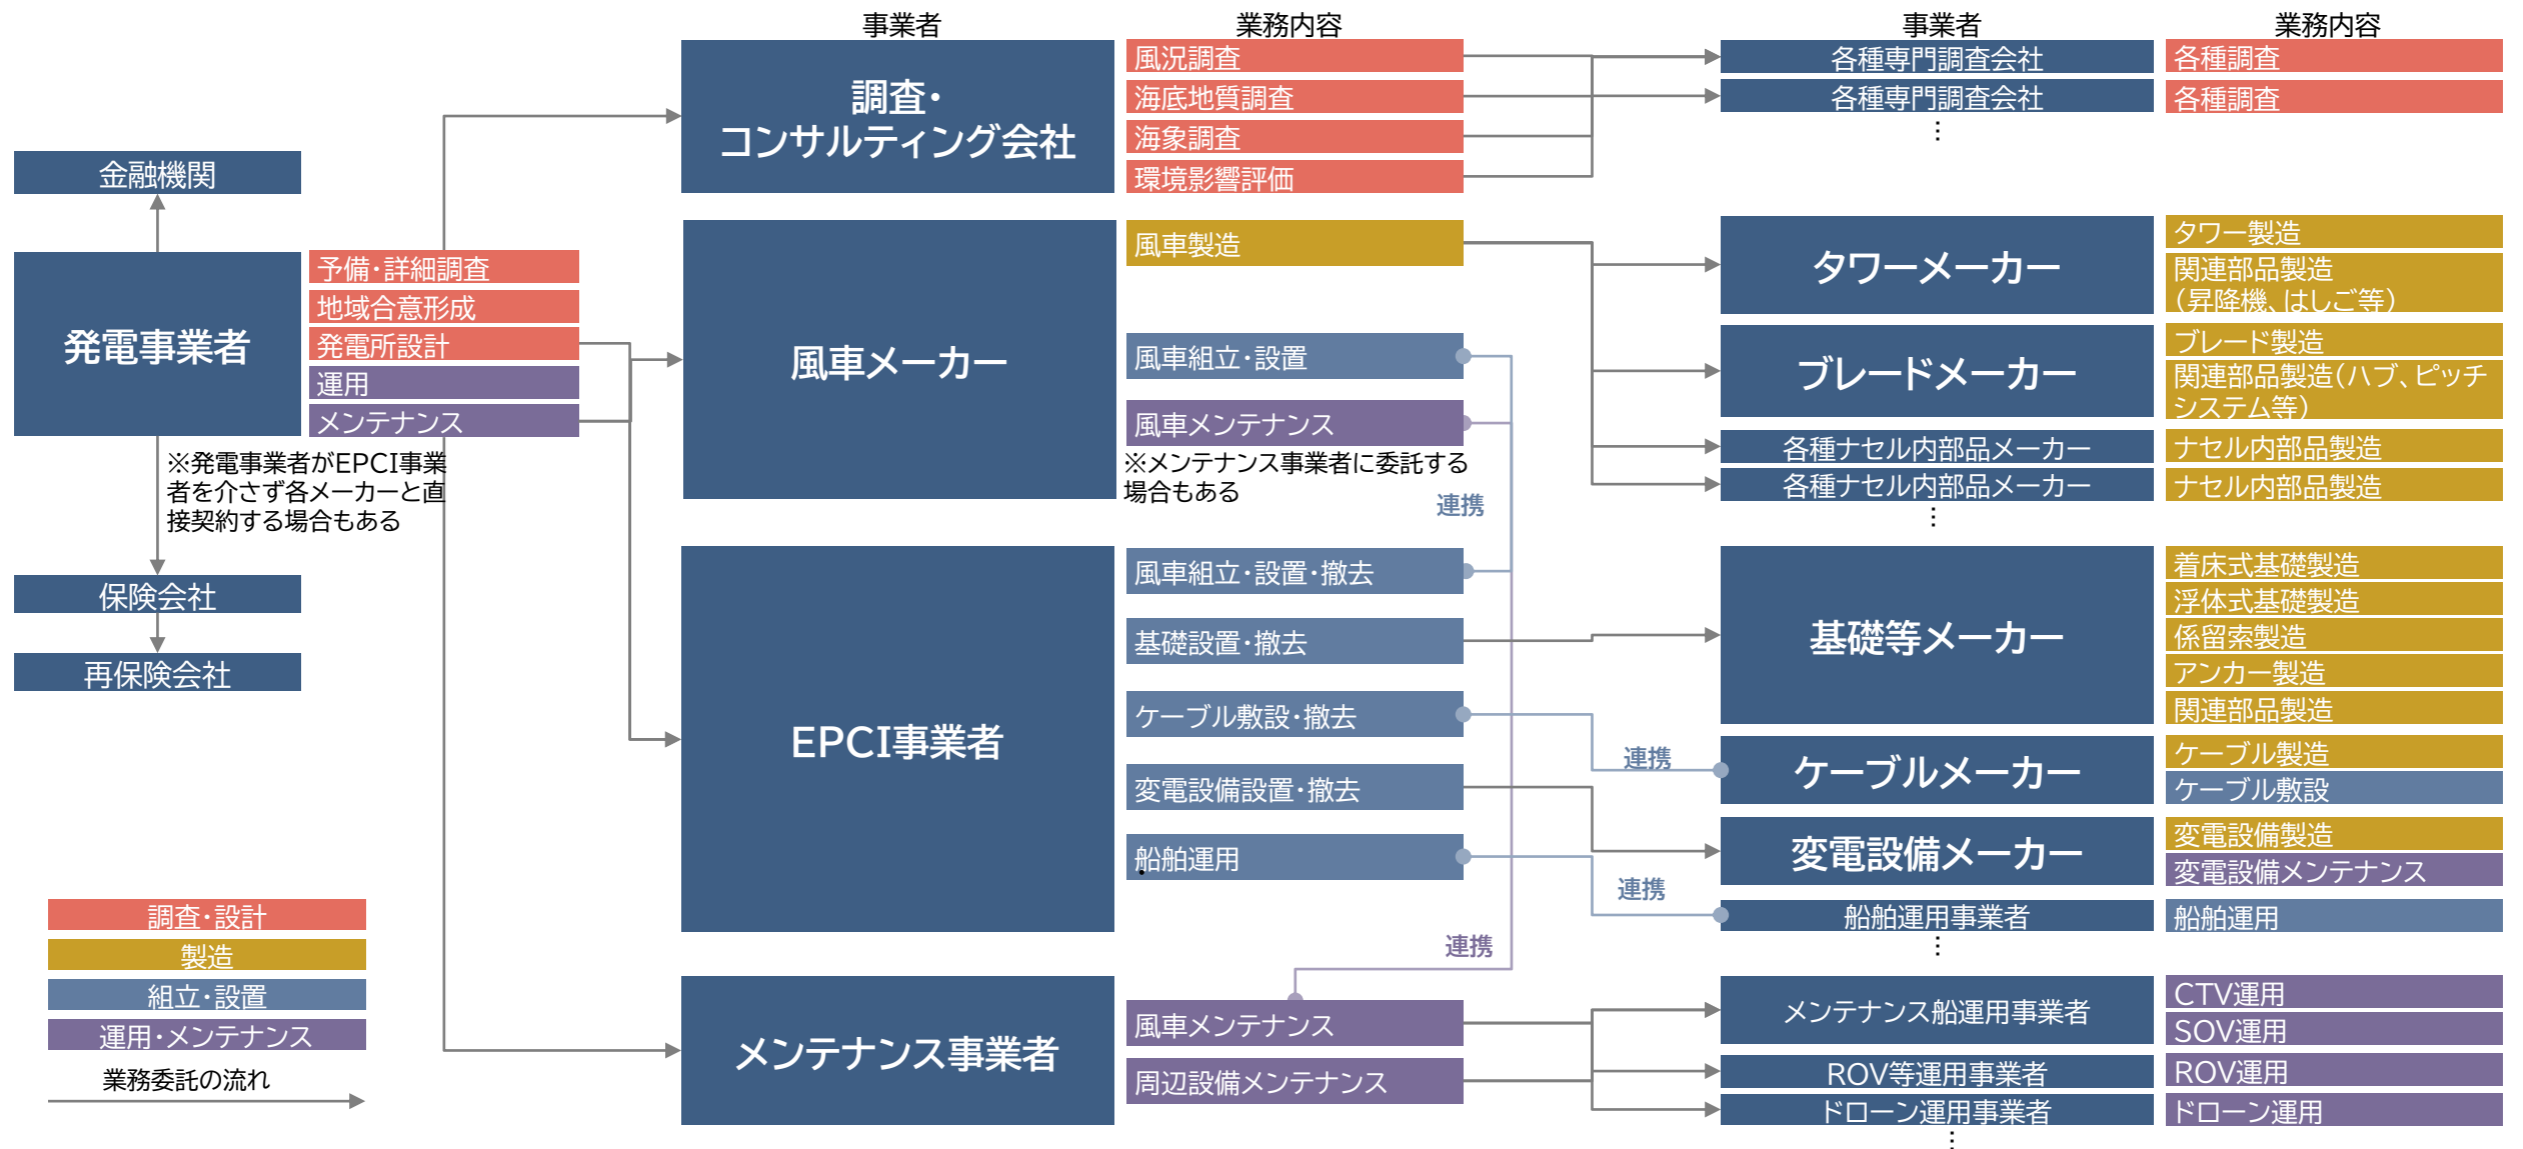 事業者
業務内容
事業者
業務内容
金融機関
発電事業者
予備・詳細調査
地域合意形成
発電所設計
運用
メンテナンス
※発電事業者がEPCI事業
者を介さず各メーカーと直
接契約する場合もある
保険会社
再保険会社
調査・
コンサルティング会社
風況調査
海底地質調査
海象調査
環境影響評価
各種専門調査会社
各種調査
各種専門調査会社
各種調査
⋮
風車メーカー
風車製造
風車組立・設置
風車メンテナンス
※メンテナンス事業者に委託する
場合もある
連携
タワーメーカー
タワー製造
関連部品製造
(昇降機、はしご等)
ブレードメーカー
ブレード製造
関連部品製造(ハブ、ピッチ
システム等)
各種ナセル内部品メーカー
ナセル内部品製造
各種ナセル内部品メーカー
ナセル内部品製造
⋮
EPCI事業者
風車組立・設置・撤去
基礎設置・撤去
ケーブル敷設・撤去
変電設備設置・撤去
船舶運用
連携
連携
連携
基礎等メーカー
着床式基礎製造
浮体式基礎製造
係留索製造
アンカー製造
関連部品製造
ケーブルメーカー
ケーブル製造
ケーブル敷設
変電設備メーカー
変電設備製造
変電設備メンテナンス
船舶運用事業者
船舶運用
⋮
メンテナンス事業者
風車メンテナンス
周辺設備メンテナンス
メンテナンス船運用事業者
CTV運用
SOV運用
ROV等運用事業者
ROV運用
ドローン運用事業者
ドローン運用
⋮
調査・設計
製造
組立・設置
運用・メンテナンス
業務委託の流れ